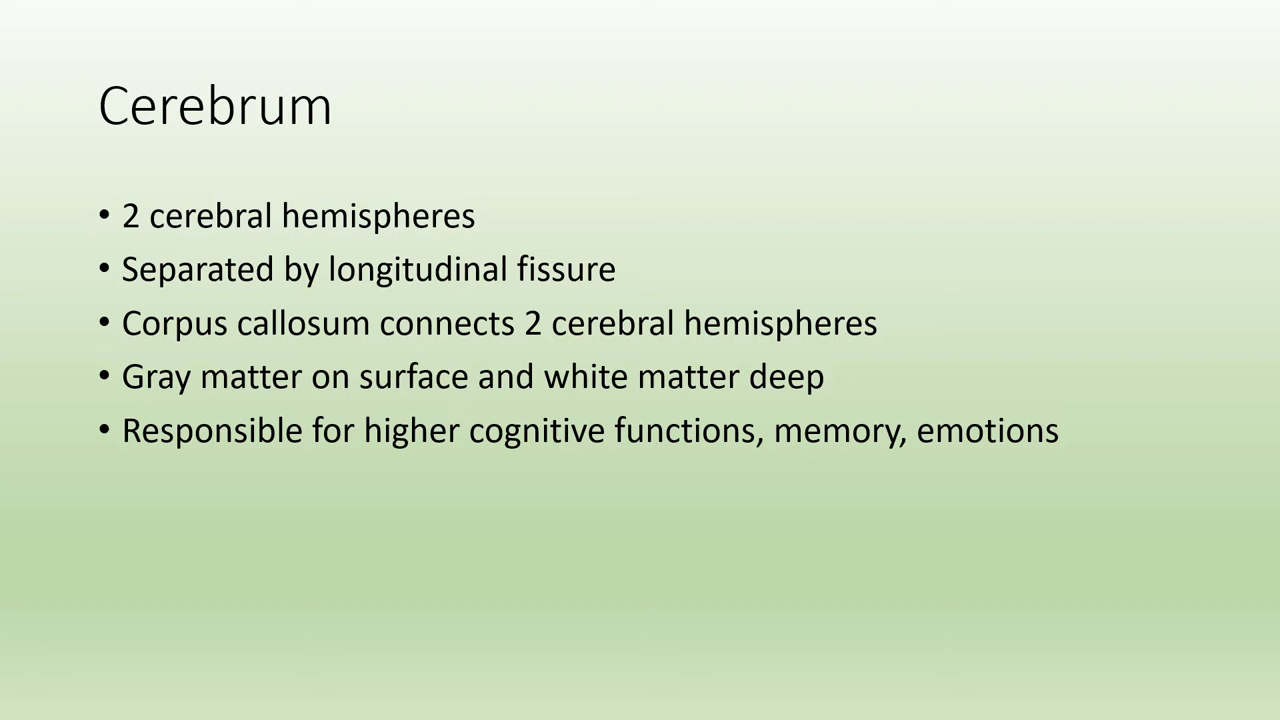 Cerebrum
• 2 cerebral hemispheres
• Separated by longitudinal fissure
• Corpus callosum connects 2 cerebral hemispheres
• Gray matter on surface and white matter deep
• Responsible for higher cognitive functions, memory, emotions